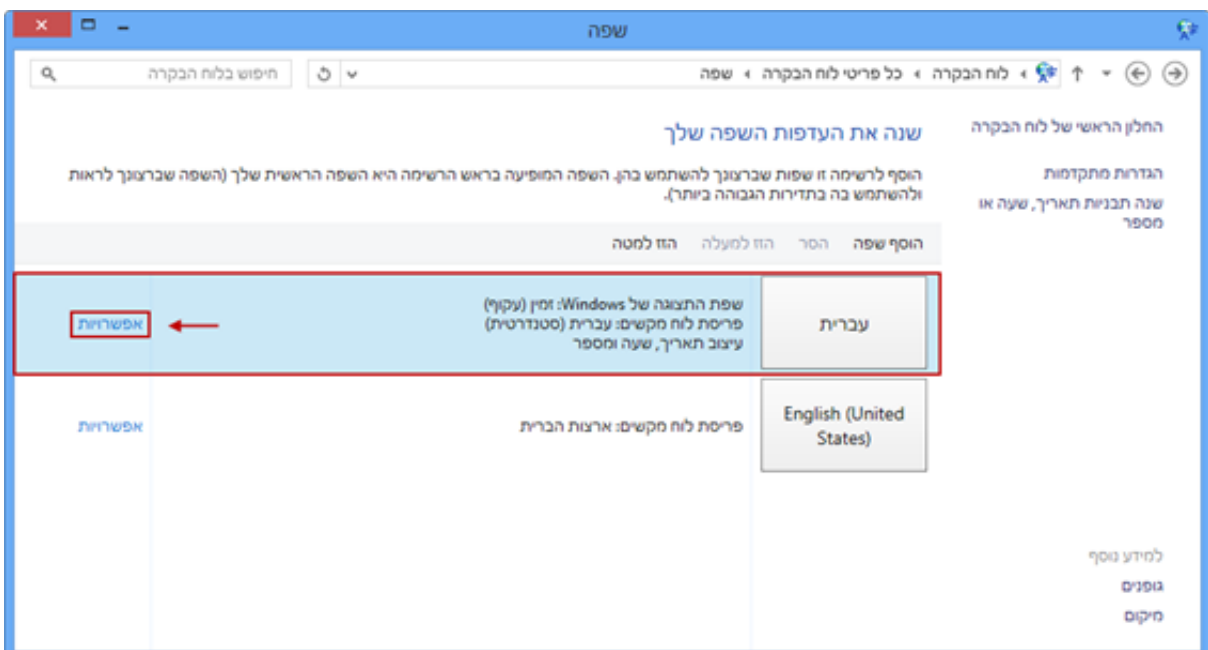 שפה
לוח הבקרה
כל פריטי לוח הבקרה
שפה
חיפוש בלוח הבקרה
החלון הראשי של לוח הבקרה
הגדרות מתקדמות
שנה תבניות תאריך, שעה או
מספר
שנה את העדפות השפה שלך
הוסף לרשימה זו שפות שברצונך להשתמש בהן. השפה המופיעה בראש הרשימה היא השפה הראשית שלך (השפה שברצונך לראות
ולהשתמש בה בתדירות הגבוהה ביותר).
הוסף שפה הסר הזז למעלה הזז למטה
עברית
שפת התצוגה של Windows: זמין (עקוף)
פריסת לוח מקשים: עברית (סטנדרטית)
עיצוב תאריך, שעה ומספר
אפשרויות
English (United
States)
פריסת לוח מקשים: ארצות הברית
אפשרויות
למידע נוסף
גופנים
מיקום